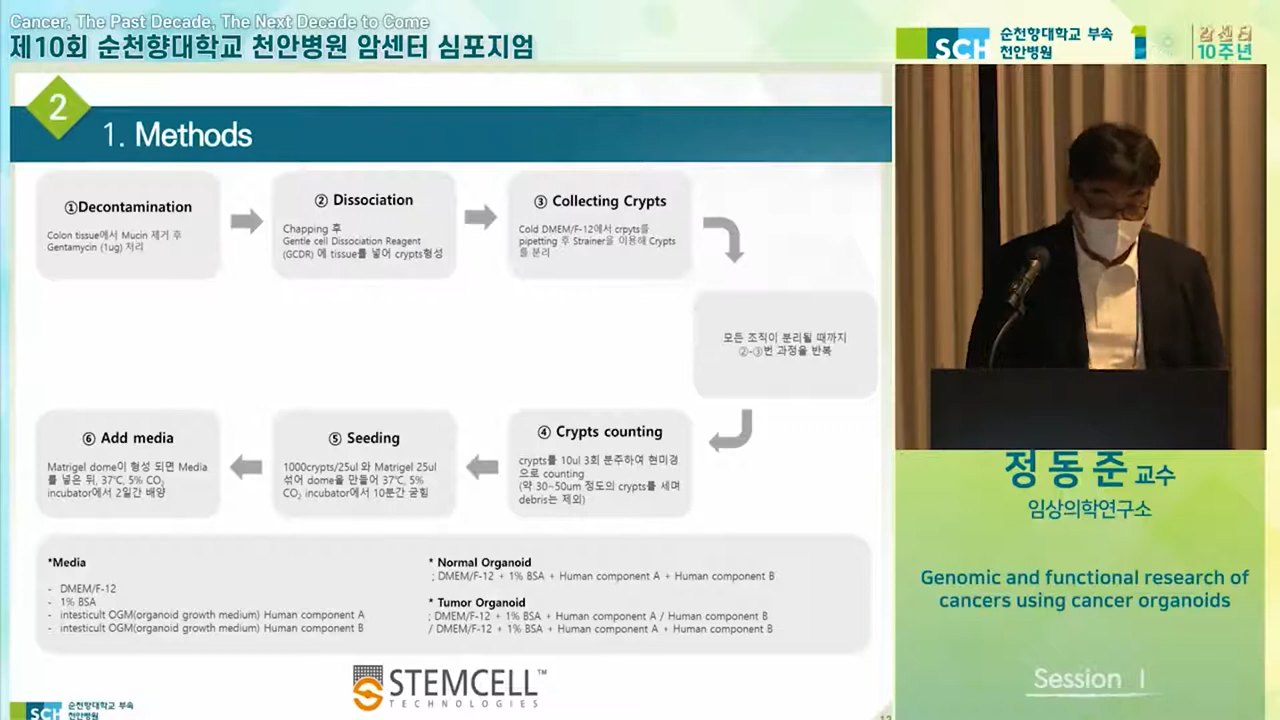 Cancer, The Past Decade, The Next Decade to Come
제10회 순천향대학교 천안병원 암센터 심포지엄
SCH 순천향대학교 부속
천안병원
암센터
10주년
2
1. Methods
①Decontamination
Colon tissue에서 Mucin 제거 후
Gentamycin (1ug) 처리
② Dissociation
Chapping 후
Gentle cell Dissociation Reagent
(GCDR) 에 tissue를 넣어 crypts형성
③ Collecting Crypts
Cold DMEM/F-12에서 crpyts를
pipetting 후 Strainer을 이용해 Crypts
를 분리
모든 조직이 분리될 때까지
②-③번 과정을 반복
④ Crypts counting
crypts를 10ul 3회 분주하여 현미경
으로 counting
(약 30~50um 정도의 crypts를 세며
debris는 제외)
⑤ Seeding
1000crypts/25ul 와 Matrigel 25ul
섞어 dome을 만들어 37℃, 5%
CO₂ incubator에서 10분간 굳힘
⑥ Add media
Matrigel dome이 형성 되면 Media
를 넣은 뒤, 37℃, 5% CO₂
incubator에서 2일간 배양
*Media
- DMEM/F-12
- 1% BSA
- intesticult OGM(organoid growth medium) Human component A
- intesticult OGM(organoid growth medium) Human component B
* Normal Organoid
; DMEM/F-12 + 1% BSA + Human component A + Human component B
* Tumor Organoid
; DMEM/F-12 + 1% BSA + Human component A / Human component B
/ DMEM/F-12 + 1% BSA + Human component A + Human component B
STEMCELL™
TECHNOLOGIES
SCH 순천향대학교 부속
천안병원
정동준 교수
임상의학연구소
Genomic and functional research of
cancers using cancer organoids
Session Ⅰ